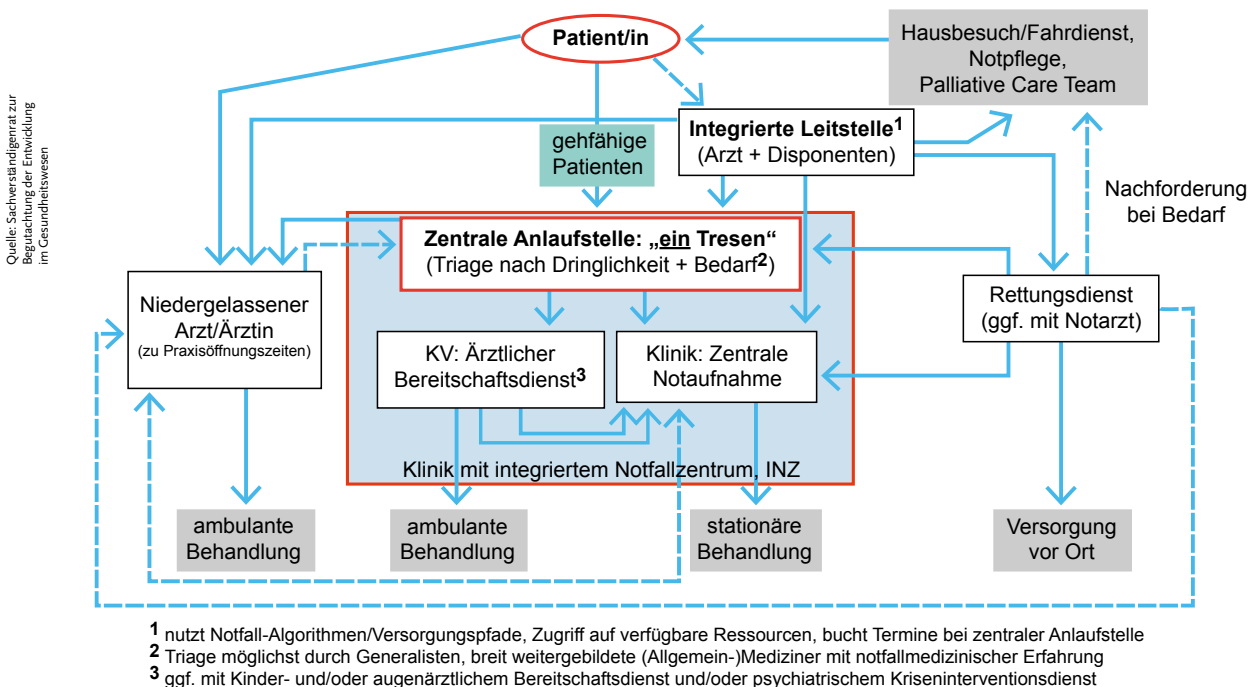 Quelle: Sachverständigenrat zur
Begutachtung der Entwicklung
im Gesundheitswesen
Patient/in
Hausbesuch/Fahrdienst,
Notpflege,
Palliative Care Team
gehfähige
Patienten
Integrierte Leitstelle¹
(Arzt + Disponenten)
Nachforderung
bei Bedarf
Zentrale Anlaufstelle: „ein Tresen“
(Triage nach Dringlichkeit + Bedarf²)
Niedergelassener
Arzt/Ärztin
(zu Praxisöffnungszeiten)
Rettungsdienst
(ggf. mit Notarzt)
KV: Ärztlicher
Bereitschaftsdienst³
Klinik: Zentrale
Notaufnahme
Klinik mit integriertem Notfallzentrum, INZ
ambulante
Behandlung
ambulante
Behandlung
stationäre
Behandlung
Versorgung
vor Ort
1 nutzt Notfall-Algorithmen/Versorgungspfade, Zugriff auf verfügbare Ressourcen, bucht Termine bei zentraler Anlaufstelle
2 Triage möglichst durch Generalisten, breit weitergebildete (Allgemein-)Mediziner mit notfallmedizinischer Erfahrung
3 ggf. mit Kinder- und/oder augenärztlichem Bereitschaftsdienst und/oder psychiatrischem Kriseninterventionsdienst